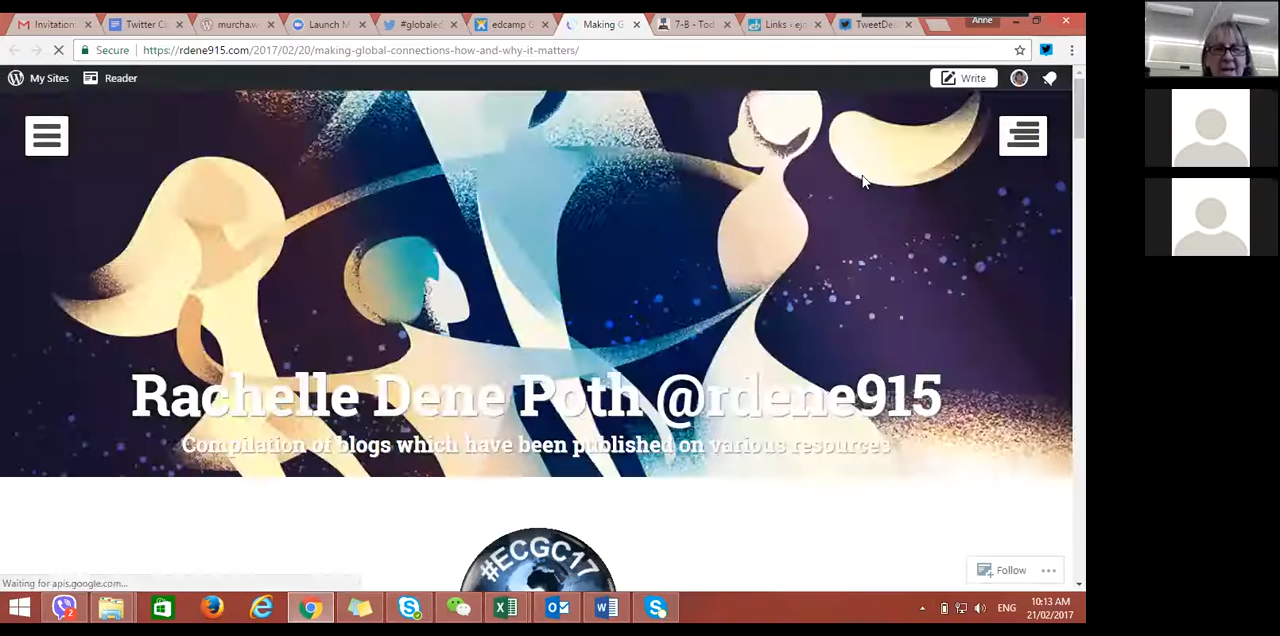 Invitation:
Twitter C
murcha.w
Launch M
#globaled
edcamp G
Making G
7-B - Tod
Links - ejo
TweetDec
Anne
Secure
https://rdene915.com/2017/02/20/making-global-connections-how-and-why-it-matters/
My Sites
Reader
Write
Rachelle Dene Poth @rdene915
Compilation of blogs which have been published on various resources
#ECGC17
Follow
Waiting for apis.google.com...
2
ENG
10:13 AM
21/02/2017